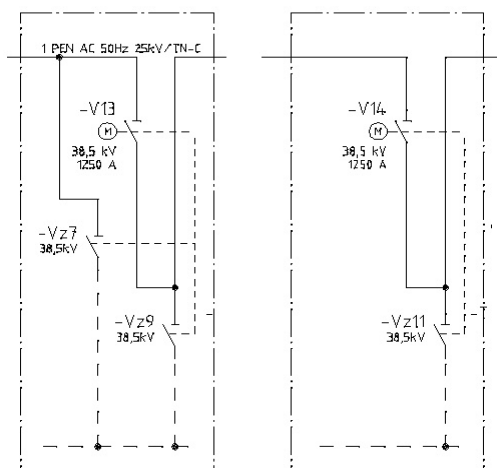 1 PEN AC 50Hz 25kV/TN-C
-V13
M
38,5 kV
1250 A
-Vz7
38,5kV
-Vz9
38,5kV
-V14
M
38,5 kV
1250 A
-Vz11
38,5kV